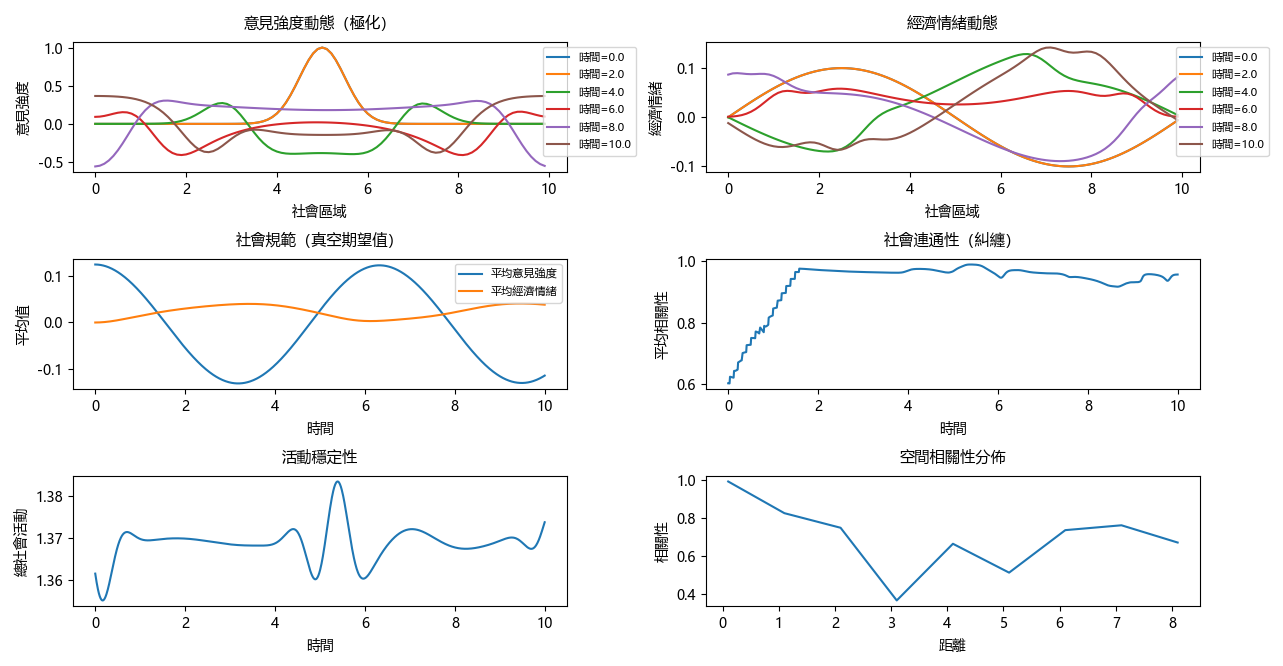 意見強度動態（極化）
意見強度
1.0
0.5
0.0
-0.5
0 2 4 6 8 10
社會區域
時間=0.0
時間=2.0
時間=4.0
時間=6.0
時間=8.0
時間=10.0
經濟情緒動態
經濟情緒
0.1
0.0
-0.1
0 2 4 6 8 10
社會區域
時間=0.0
時間=2.0
時間=4.0
時間=6.0
時間=8.0
時間=10.0
社會規範（真空期望值）
平均值
0.1
0.0
-0.1
0 2 4 6 8 10
時間
平均意見強度
平均經濟情緒
社會連通性（糾纏）
平均相關性
1.0
0.8
0.6
0 2 4 6 8 10
時間
活動穩定性
總社會活動
1.38
1.37
1.36
0 2 4 6 8 10
時間
空間相關性分佈
相關性
1.0
0.8
0.6
0.4
0 1 2 3 4 5 6 7 8
距離